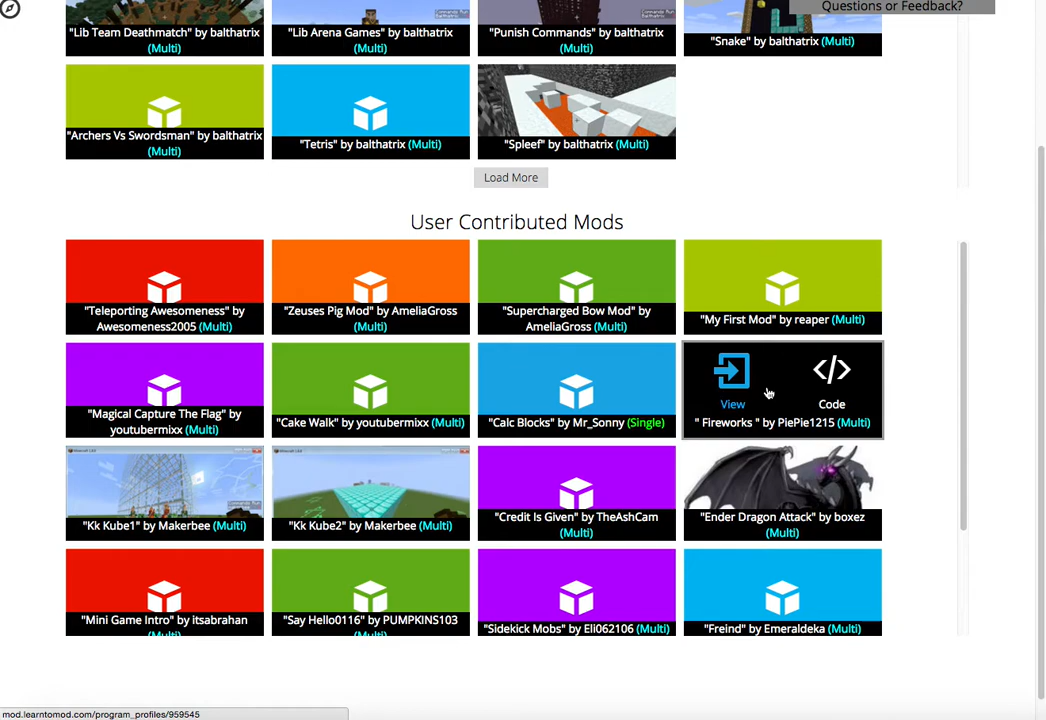 Questions or Feedback?
"Lib Team Deathmatch" by balthatrix
(Multi)
"Lib Arena Games" by balthatrix
(Multi)
"Punish Commands" by balthatrix
(Multi)
"Snake" by balthatrix (Multi)
"Archers Vs Swordsman" by balthatrix
(Multi)
"Tetris" by balthatrix (Multi)
"Spleef" by balthatrix (Multi)
Load More
User Contributed Mods
"Teleporting Awesomeness" by
Awesomeness2005 (Multi)
"Zeuses Pig Mod" by AmeliaGross
(Multi)
"Supercharged Bow Mod" by
AmeliaGross (Multi)
"My First Mod" by reaper (Multi)
"Magical Capture The Flag" by
youtubermixx (Multi)
"Cake Walk" by youtubermixx (Multi)
"Calc Blocks" by Mr_Sonny (Single)
View
Code
" Fireworks " by PiePie1215 (Multi)
"Kk Kube1" by Makerbee (Multi)
"Kk Kube2" by Makerbee (Multi)
"Credit Is Given" by TheAshCam
(Multi)
"Ender Dragon Attack" by boxez
(Multi)
"Mini Game Intro" by itsabrahan
(Multi)
"Say Hello0116" by PUMPKINS103
(Multi)
"Sidekick Mobs" by Eli062106 (Multi)
"Freind" by Emeraldeka (Multi)
mod.learntomod.com/program_profiles/959545